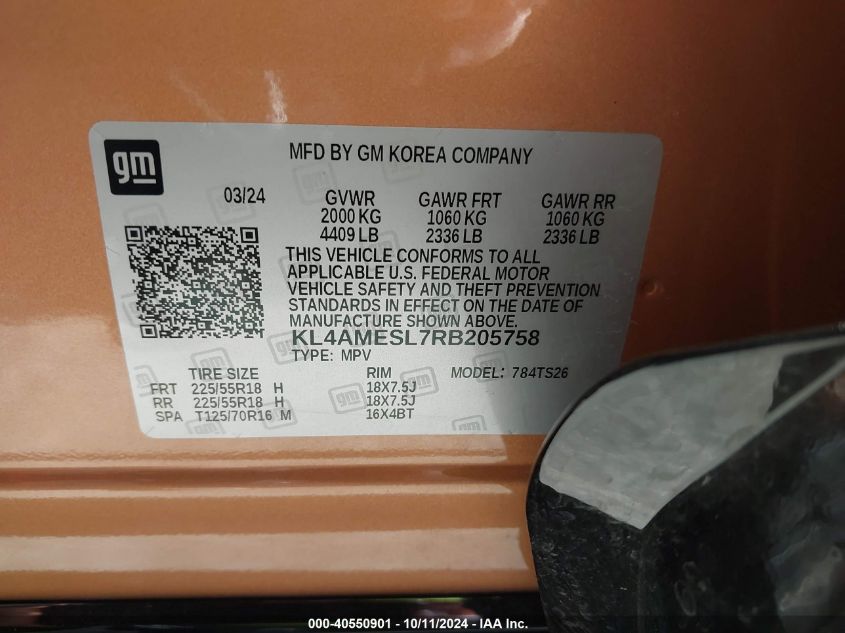 gm
MFD BY GM KOREA COMPANY
03/24 GVWR GAWR FRT GAWR RR
2000 KG 1060 KG 1060 KG
4409 LB 2336 LB 2336 LB
THIS VEHICLE CONFORMS TO ALL
APPLICABLE U.S. FEDERAL MOTOR
VEHICLE SAFETY AND THEFT PREVENTION
STANDARDS IN EFFECT ON THE DATE OF
MANUFACTURE SHOWN ABOVE.
KL4AMESL7RB205758
TYPE: MPV
TIRE SIZE RIM MODEL: 784TS26
FRT 225/55R18 H 18X7.5J
RR 225/55R18 H 18X7.5J
SPA T125/70R16 M 16X4BT
000-40550901 - 10/11/2024 - IAA Inc.